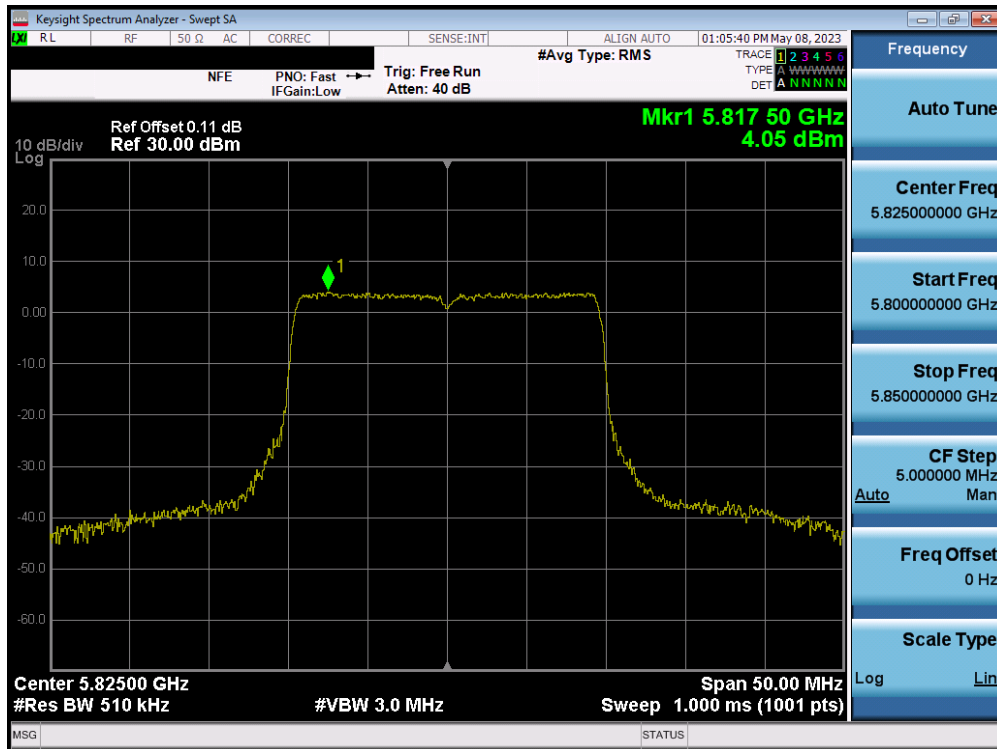 Keysight Spectrum Analyzer - Swept SA
LXI RL RF 50 Ω AC CORREC SENSE:INT ALIGN AUTO 01:05:40 PM May 08, 2023
#Avg Type: RMS TRACE 1 2 3 4 5 6
NFE PNO: Fast Trig: Free Run TYPE A WWWWW
IFGain:Low Atten: 40 dB DET A N N N N N
Mkr1 5.817 50 GHz
4.05 dBm
Ref Offset 0.11 dB
10 dB/div Ref 30.00 dBm
Log
20.0
10.0
1
0.00
-10.0
-20.0
-30.0
-40.0
-50.0
-60.0
Center 5.82500 GHz Span 50.00 MHz
#Res BW 510 kHz #VBW 3.0 MHz Sweep 1.000 ms (1001 pts)
MSG STATUS
Frequency
Auto Tune
Center Freq
5.825000000 GHz
Start Freq
5.800000000 GHz
Stop Freq
5.850000000 GHz
CF Step
5.000000 MHz
Auto Man
Freq Offset
0 Hz
Scale Type
Log Lin